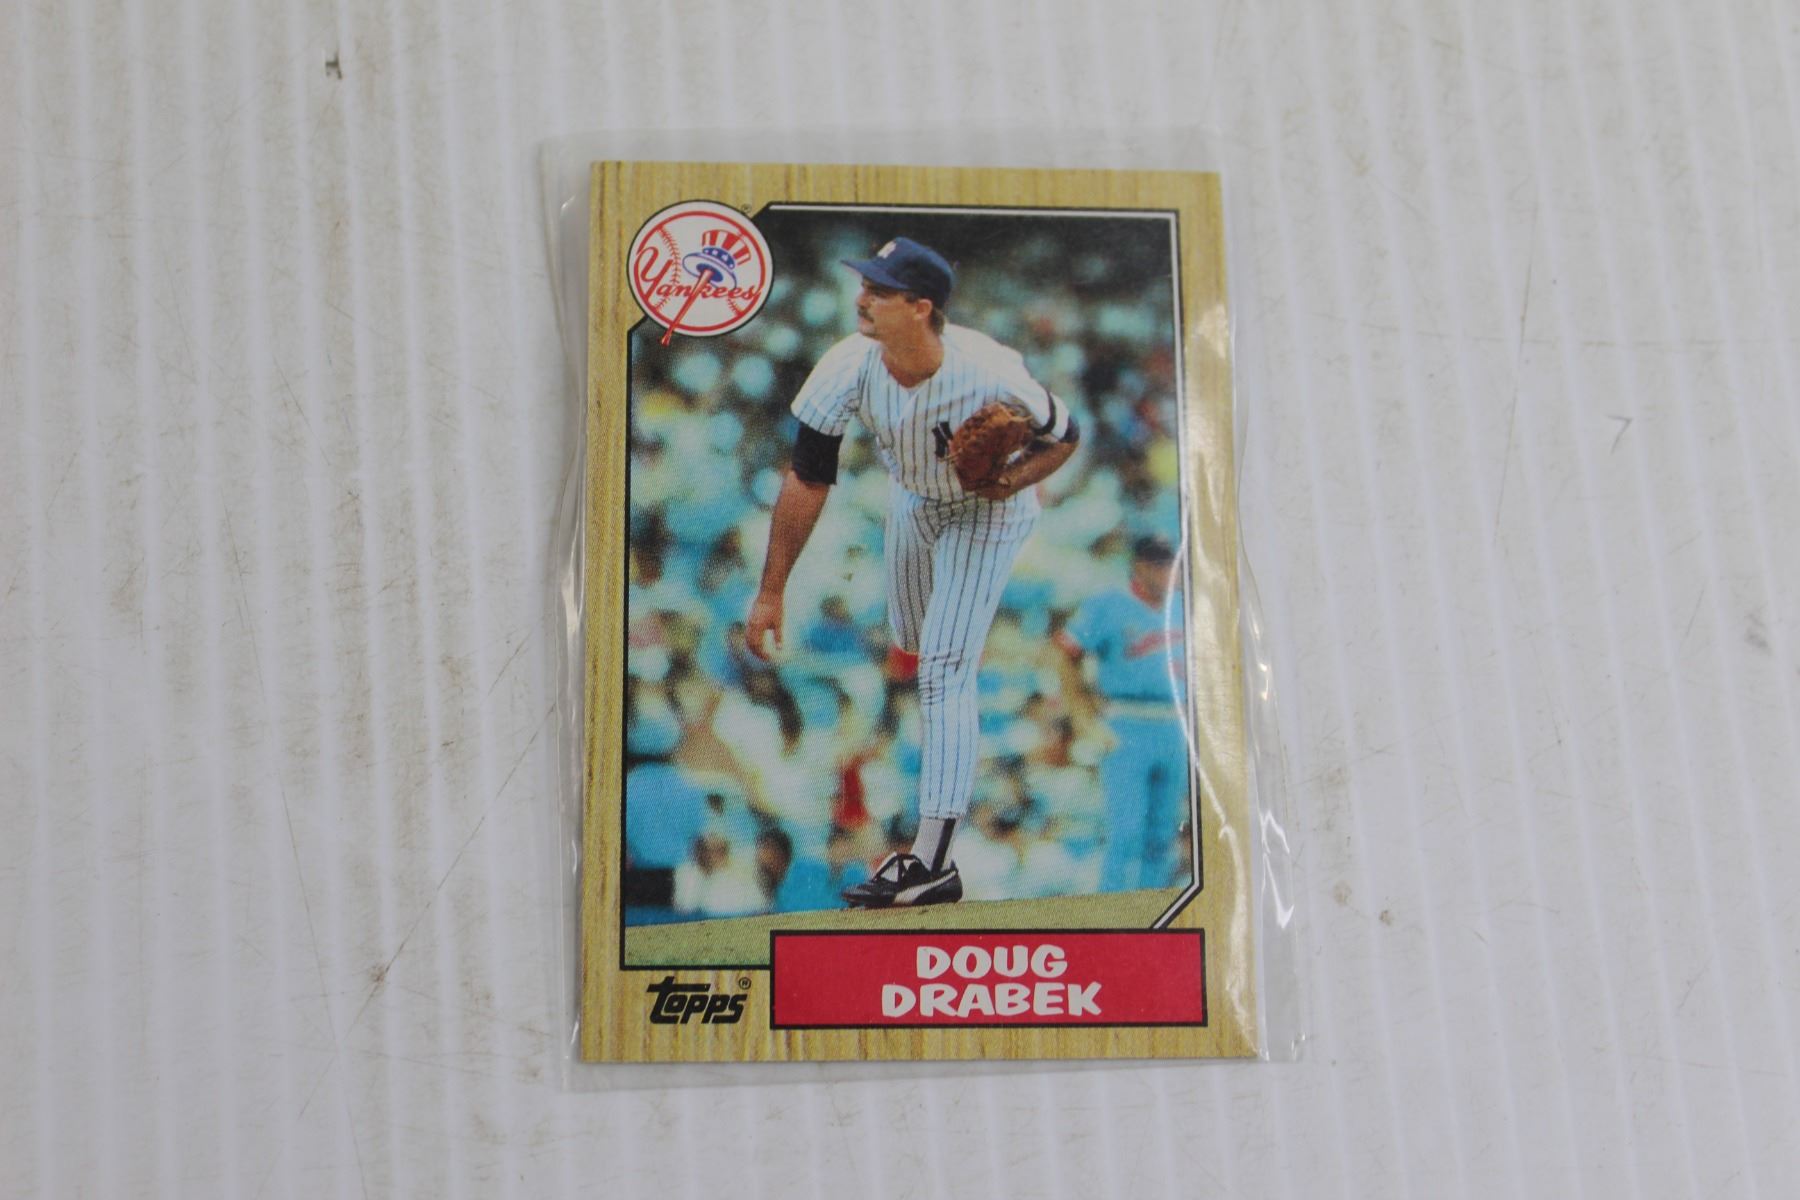 Yankees
DOUG
DRABEK
topps